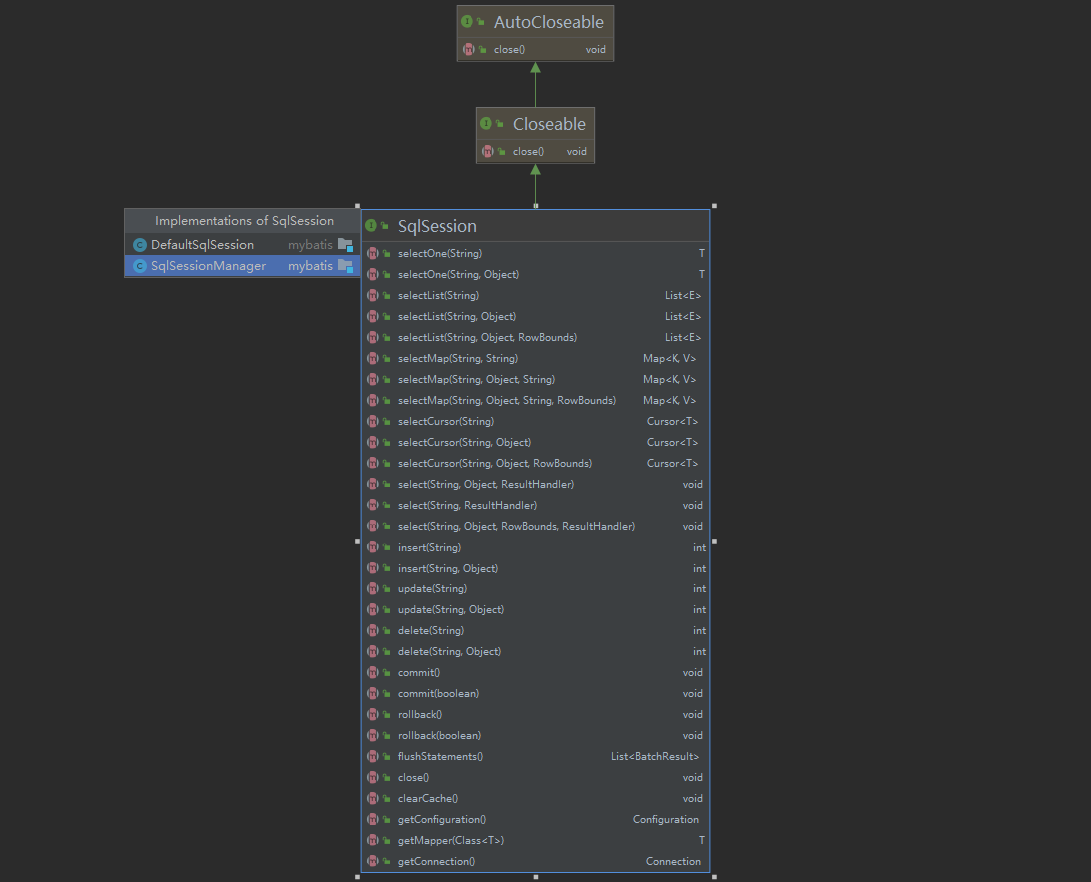 AutoCloseable
close() void
Closeable
close() void
Implementations of SqlSession
DefaultSqlSession mybatis
SqlSessionManager mybatis
SqlSession
selectOne(String) T
selectOne(String, Object) T
selectList(String) List<E>
selectList(String, Object) List<E>
selectList(String, Object, RowBounds) List<E>
selectMap(String, String) Map<K, V>
selectMap(String, Object, String) Map<K, V>
selectMap(String, Object, String, RowBounds) Map<K, V>
selectCursor(String) Cursor<T>
selectCursor(String, Object) Cursor<T>
selectCursor(String, Object, RowBounds) Cursor<T>
select(String, Object, ResultHandler) void
select(String, ResultHandler) void
select(String, Object, RowBounds, ResultHandler) void
insert(String) int
insert(String, Object) int
update(String) int
update(String, Object) int
delete(String) int
delete(String, Object) int
commit() void
commit(boolean) void
rollback() void
rollback(boolean) void
flushStatements() List<BatchResult>
close() void
clearCache() void
getConfiguration() Configuration
getMapper(Class<T>) T
getConnection() Connection